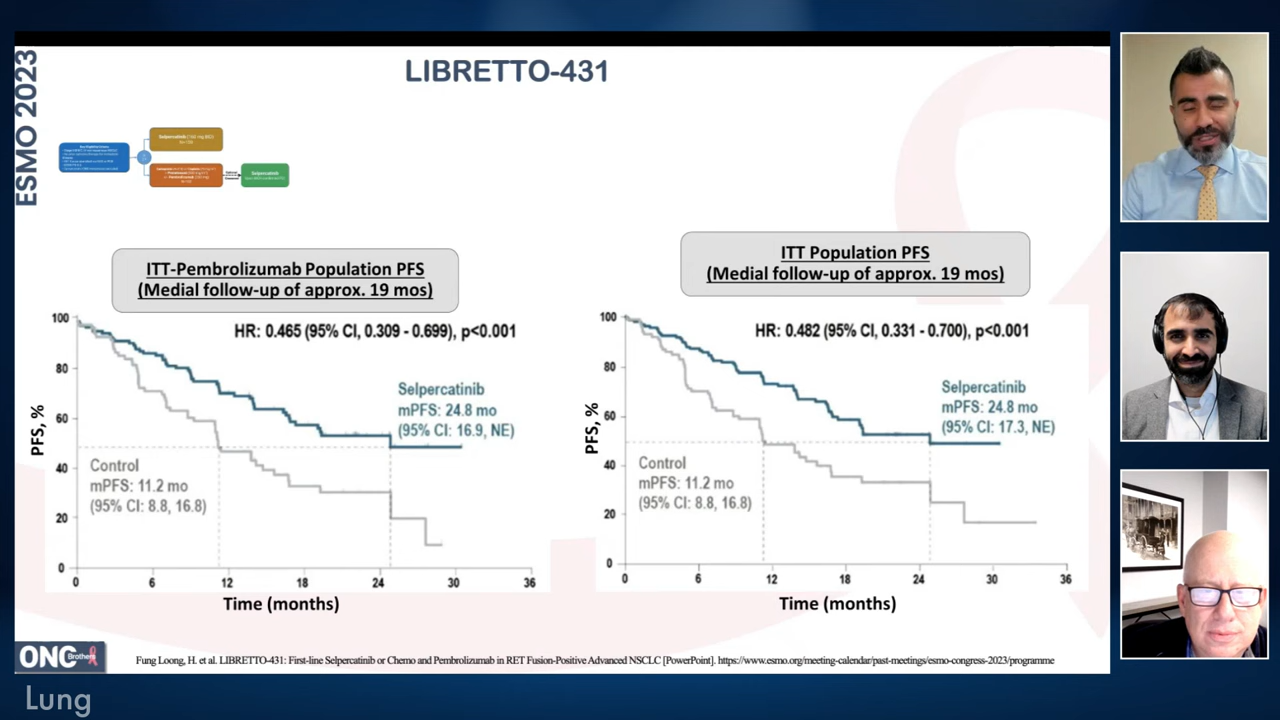 ESMO 2023
LIBRETTO-431
Selpercatinib
ITT-Pembrolizumab Population PFS
(Medial follow-up of approx. 19 mos)
HR: 0.465 (95% CI, 0.309 - 0.699), p<0.001
Selpercatinib
mPFS: 24.8 mo
(95% CI: 16.9, NE)
Control
mPFS: 11.2 mo
(95% CI: 8.8, 16.8)
PFS, %
100
80
60
40
20
0
0 6 12 18 24 30 36
Time (months)
ITT Population PFS
(Medial follow-up of approx. 19 mos)
HR: 0.482 (95% CI, 0.331 - 0.700), p<0.001
Selpercatinib
mPFS: 24.8 mo
(95% CI: 17.3, NE)
Control
mPFS: 11.2 mo
(95% CI: 8.8, 16.8)
PFS, %
100
80
60
40
20
0
0 6 12 18 24 30 36
Time (months)
ONC Brothers
Fung Loong, H. et al. LIBRETTO-431: First-line Selpercatinib or Chemo and Pembrolizumab in RET Fusion-Positive Advanced NSCLC [PowerPoint]. https://www.esmo.org/meeting-calendar/past-meetings/esmo-congress-2023/programme
Lung